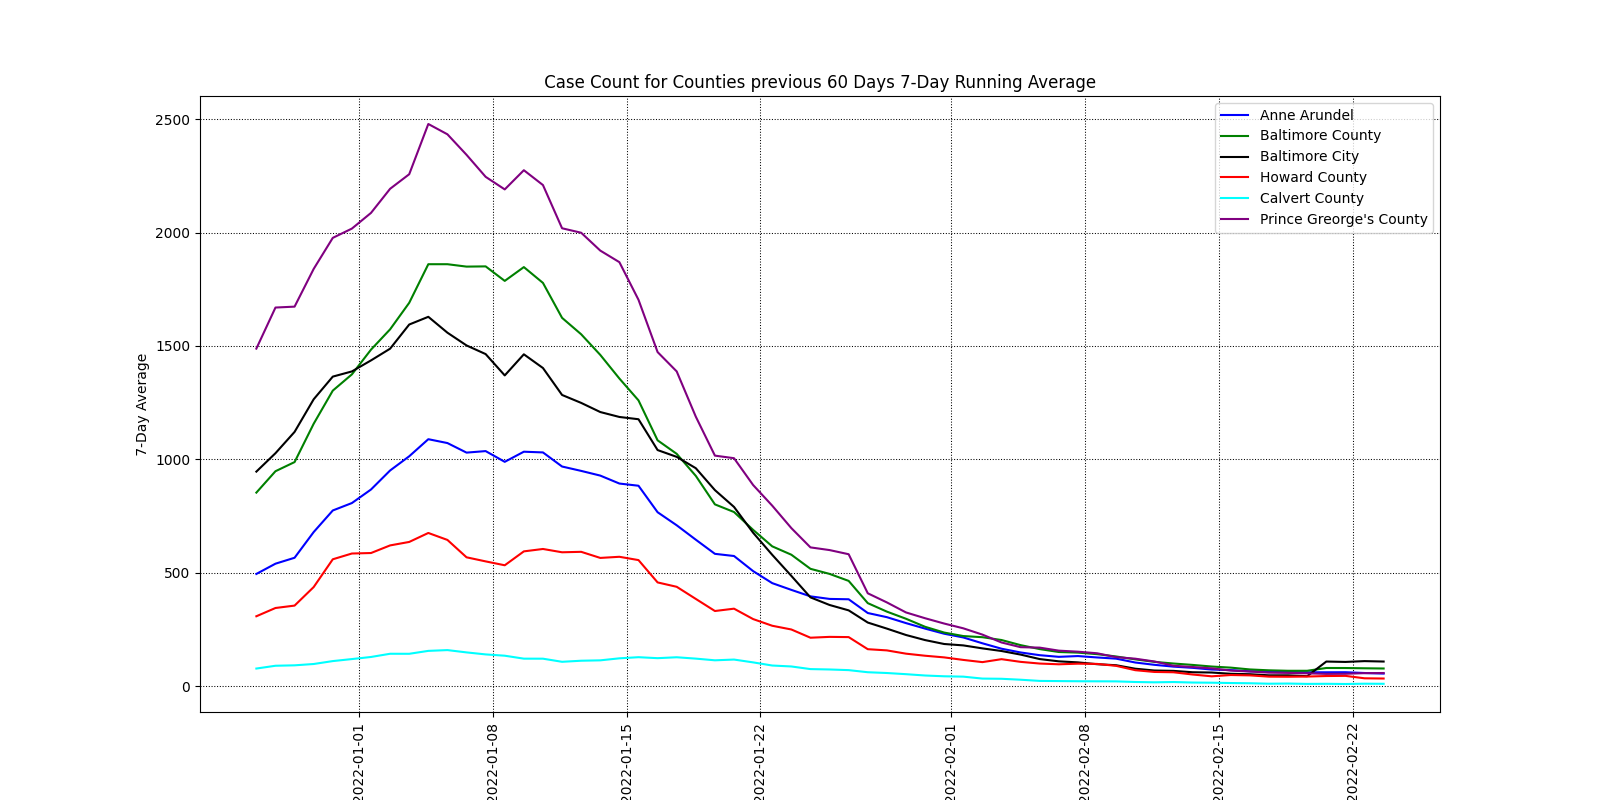 Case Count for Counties previous 60 Days 7-Day Running Average
2500
2000
1500
1000
500
0
7-Day Average
Anne Arundel
Baltimore County
Baltimore City
Howard County
Calvert County
Prince Greorge's County
2022-01-01
2022-01-08
2022-01-15
2022-01-22
2022-02-01
2022-02-08
2022-02-15
2022-02-22